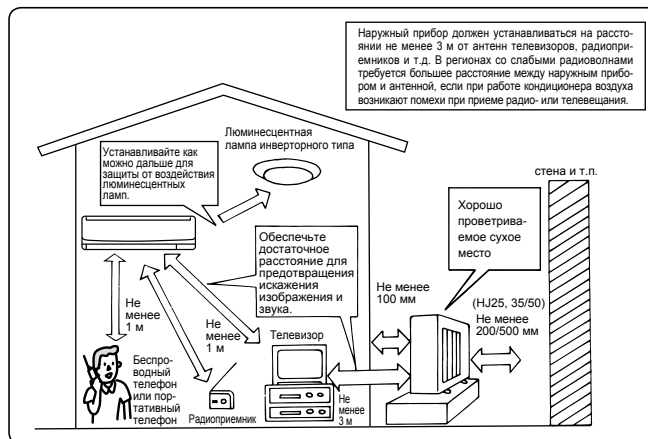 Наружный прибор должен устанавливаться на рассто-
янии не менее 3 м от антенн телевизоров, радиопри-
емников и т.д. В регионах со слабыми радиоволнами
требуется большее расстояние между наружным прибо-
ром и антенной, если при работе кондиционера воздуха
возникают помехи при приеме радио- или телевещания.
Люминесцентная
лампа инверторного типа
Устанавливайте как
можно дальше для
защиты от воздействия
люминесцентных
ламп.
стена и т.п.
Хорошо
проветрива-
емое сухое
место
Обеспечьте
достаточное
расстояние для
предотвращения
искажения
изображения и
звука.
Не менее
100 мм
(HJ25, 35/50)
Не менее
200/500 мм
Не
менее
1 м
Не
менее
1 м
Телевизор
Беспро-
водный
телефон
или пор-
тативный
телефон
Радиоприемник
Не
менее
3 м